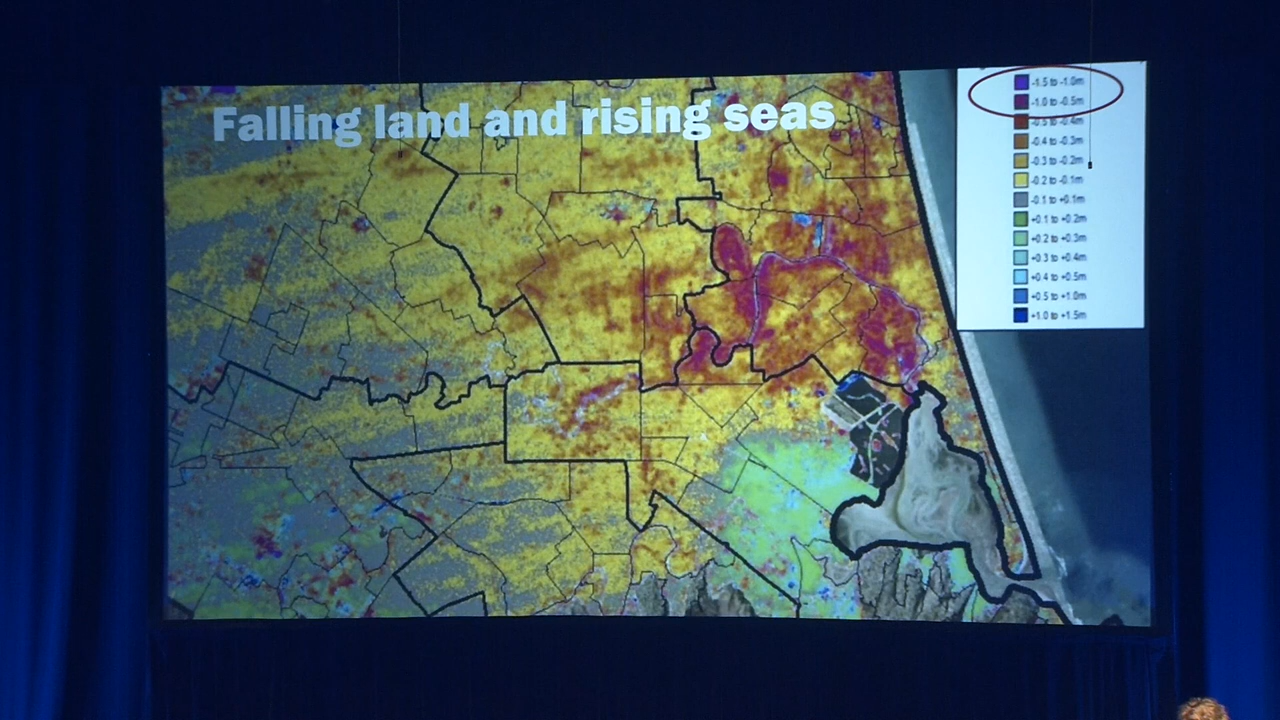 Falling land and rising seas
-1.5 to -1.0m
-1.0 to -0.5m
-0.5 to -0.4m
-0.4 to -0.3m
-0.3 to -0.2m
-0.2 to -0.1m
-0.1 to +0.1m
+0.1 to +0.2m
+0.2 to +0.3m
+0.3 to +0.4m
+0.4 to +0.5m
+0.5 to +1.0m
+1.0 to +1.5m